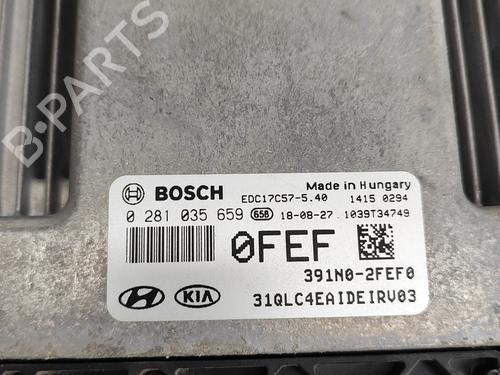 B-PARTS
BOSCH EDC17C57-5.40 Made in Hungary 1415 0294
0 281 035 659 656 18-08-27 1039T34749
0FEF
391N0-2FEF0
KIA 31QLC4EAIDEIRV03